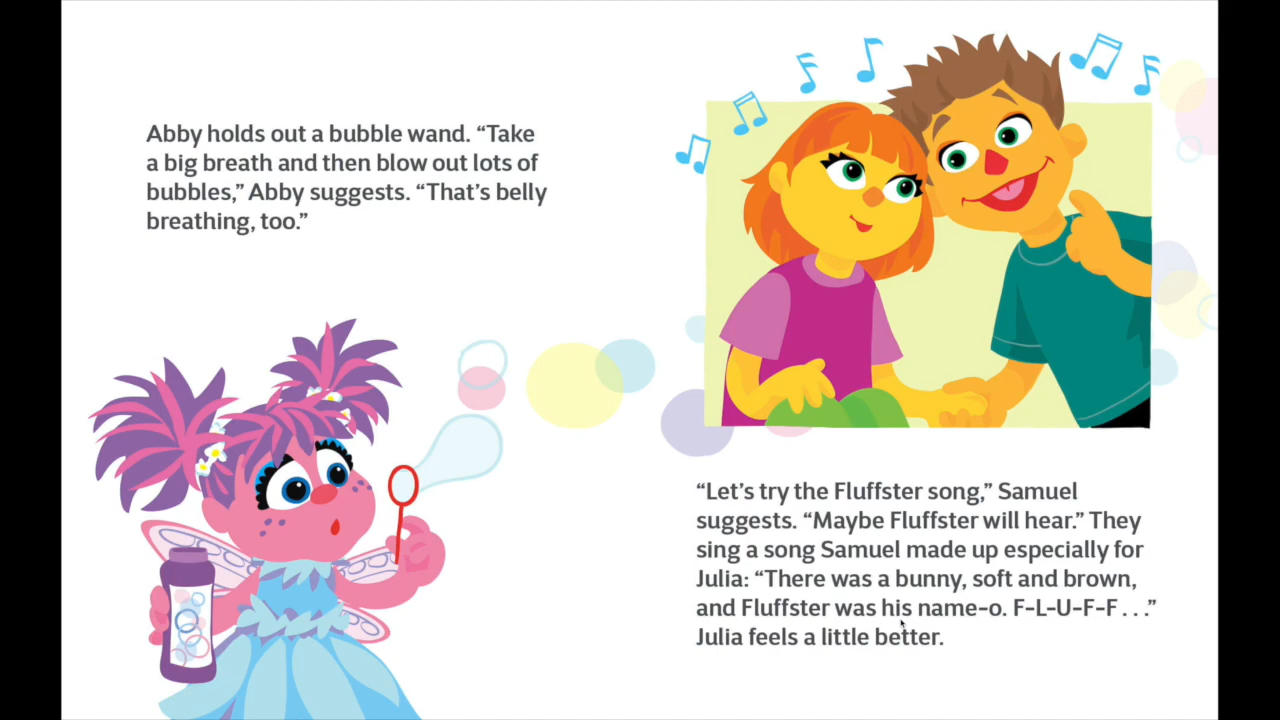 Abby holds out a bubble wand. “Take
a big breath and then blow out lots of
bubbles,” Abby suggests. “That’s belly
breathing, too.”
“Let’s try the Fluffster song,” Samuel
suggests. “Maybe Fluffster will hear.” They
sing a song Samuel made up especially for
Julia: “There was a bunny, soft and brown,
and Fluffster was his name-o. F-L-U-F-F . . .”
Julia feels a little better.